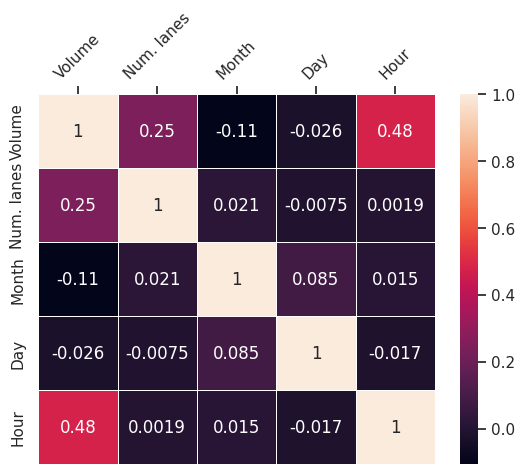 Volume Num. lanes Month Day Hour
Volume 1 0.25 -0.11 -0.026 0.48
Num. lanes 0.25 1 0.021 -0.0075 0.0019
Month -0.11 0.021 1 0.085 0.015
Day -0.026 -0.0075 0.085 1 -0.017
Hour 0.48 0.0019 0.015 -0.017 1
1.0
0.8
0.6
0.4
0.2
0.0